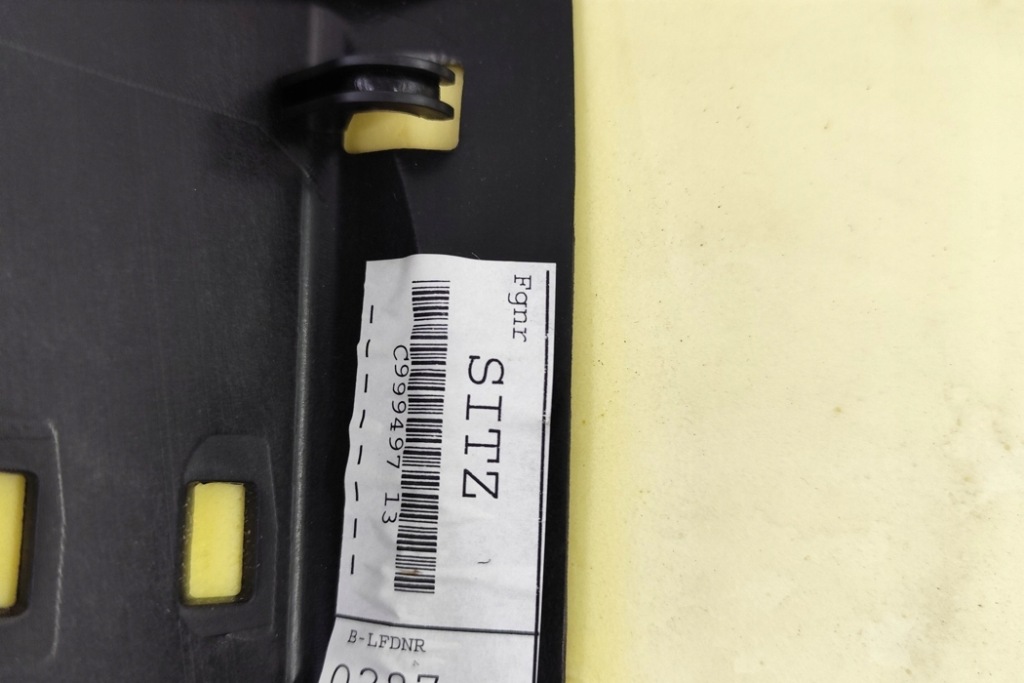 Fgnr
SITZ
C999497 13
B-LFDNR